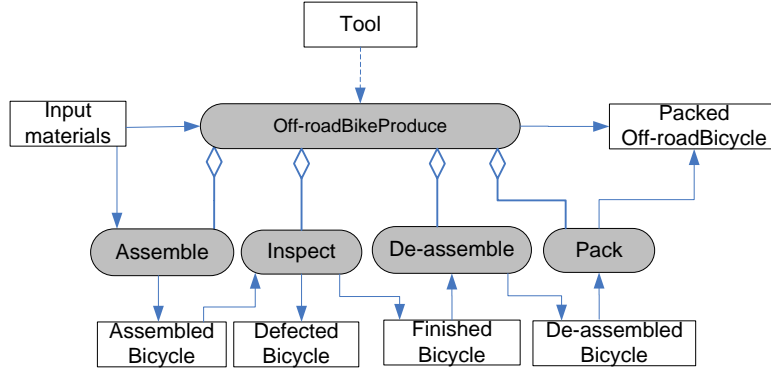 Tool
Input
materials
Off-roadBikeProduce
Packed
Off-roadBicycle
Assemble
Inspect
De-assemble
Pack
Assembled
Bicycle
Defected
Bicycle
Finished
Bicycle
De-assembled
Bicycle